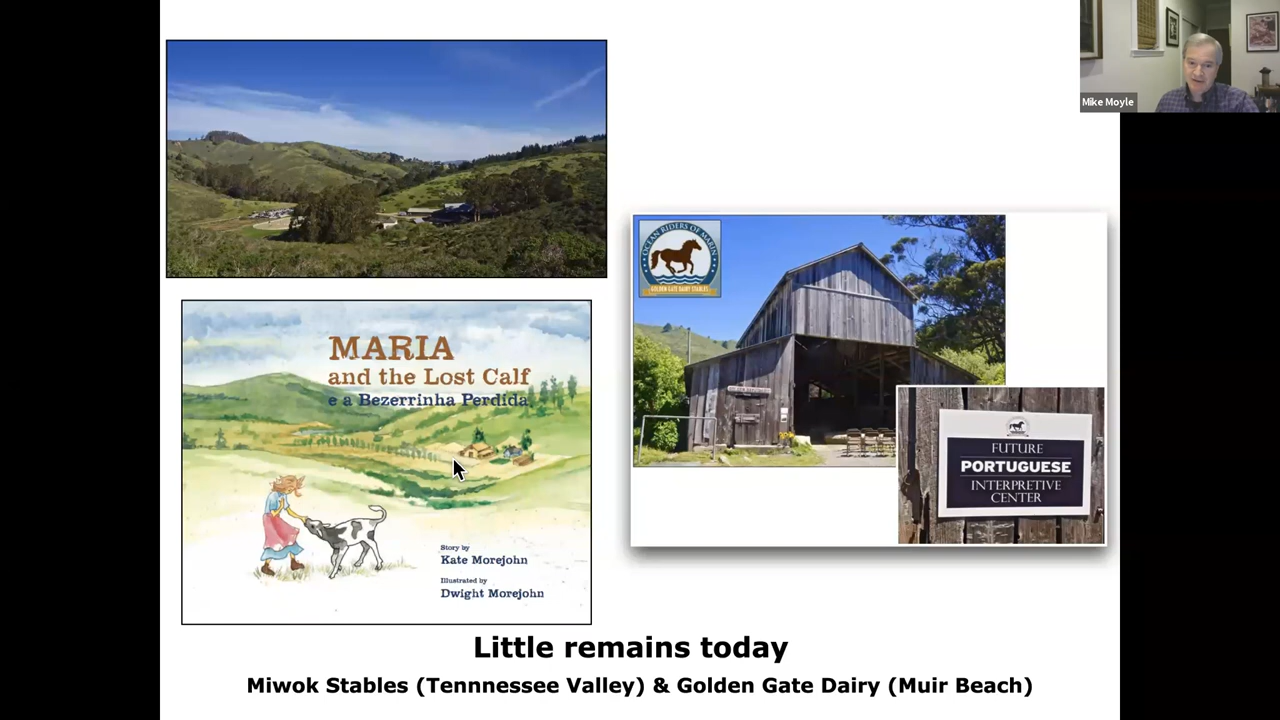 Mike Moyle
OCEAN RIDERS OF MARIN
GOLDEN GATE DAIRY STABLES
MARIA
and the Lost Calf
e a Bezerrinha Perdida
Story by
Kate Morejohn
Illustrated by
Dwight Morejohn
FUTURE
PORTUGUESE
INTERPRETIVE
CENTER
Little remains today
Miwok Stables (Tennnessee Valley) & Golden Gate Dairy (Muir Beach)